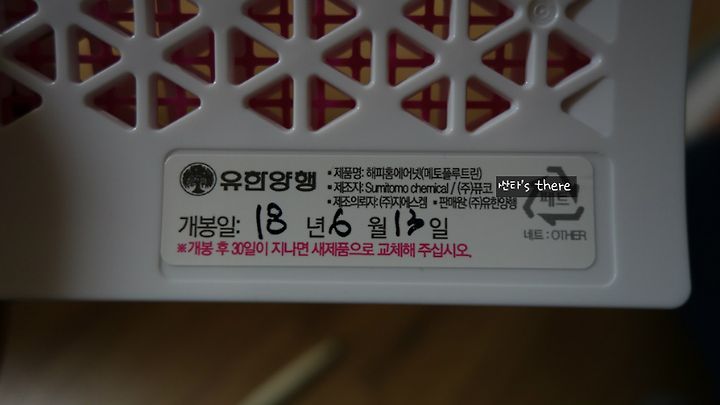 유한양행
• 제품명: 해피홈에어넷(메토플루트린)
• 제조자: Sumitomo chemical / (주)퓨코
싼타's there
• 제조의뢰자: (주)지에스켐 • 판매원: (주)유한양행
페트
개봉일: 18 년 6 월 13 일
네트 : OTHER
※개봉 후 30일이 지나면 새제품으로 교체해 주십시오.